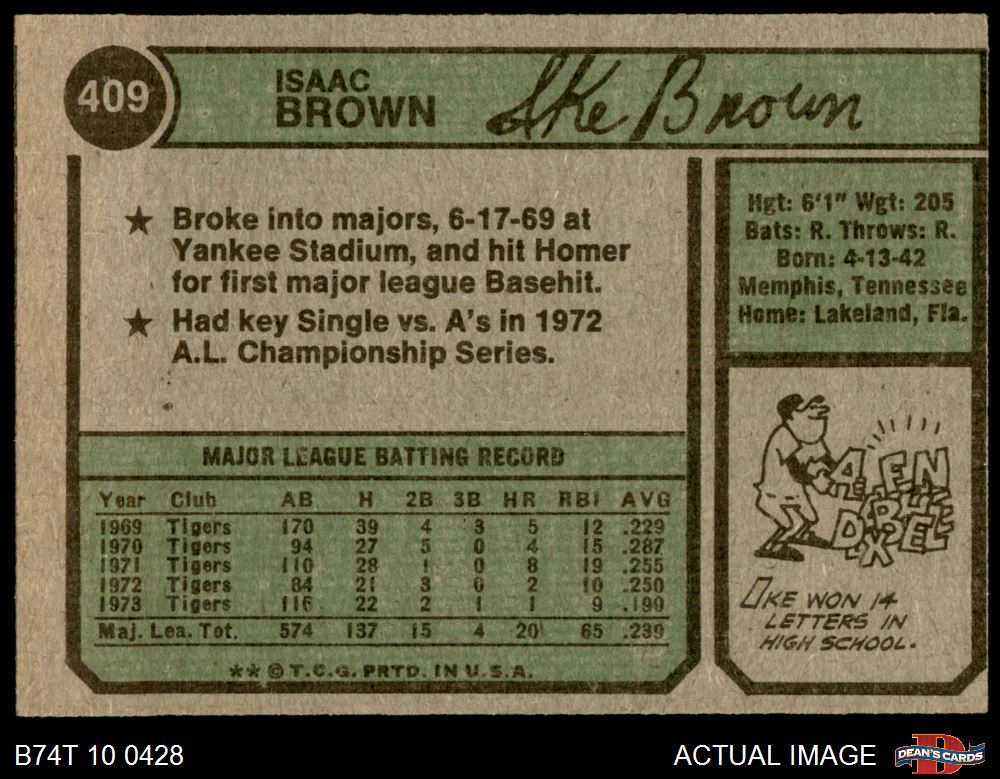 409
ISAAC
BROWN
Ike Brown
★ Broke into majors, 6-17-69 at
Yankee Stadium, and hit Homer
for first major league Basehit.
★ Had key Single vs. A's in 1972
A.L. Championship Series.
Hgt: 6'1" Wgt: 205
Bats: R. Throws: R.
Born: 4-13-42
Memphis, Tennessee
Home: Lakeland, Fla.
MAJOR LEAGUE BATTING RECORD
Year Club AB H 2B 3B HR RBI AVG
1969 Tigers 170 39 4 3 5 12 .229
1970 Tigers 94 27 5 0 4 15 .287
1971 Tigers 110 28 1 0 8 19 .255
1972 Tigers 84 21 3 0 2 10 .250
1973 Tigers 116 22 2 1 1 9 .190
Maj. Lea. Tot. 574 137 15 4 20 65 .239
** © T.C.G. PRTD. IN U.S.A.
IKE WON 14
LETTERS IN
HIGH SCHOOL.
B74T 10 0428
ACTUAL IMAGE
DEAN'S CARDS